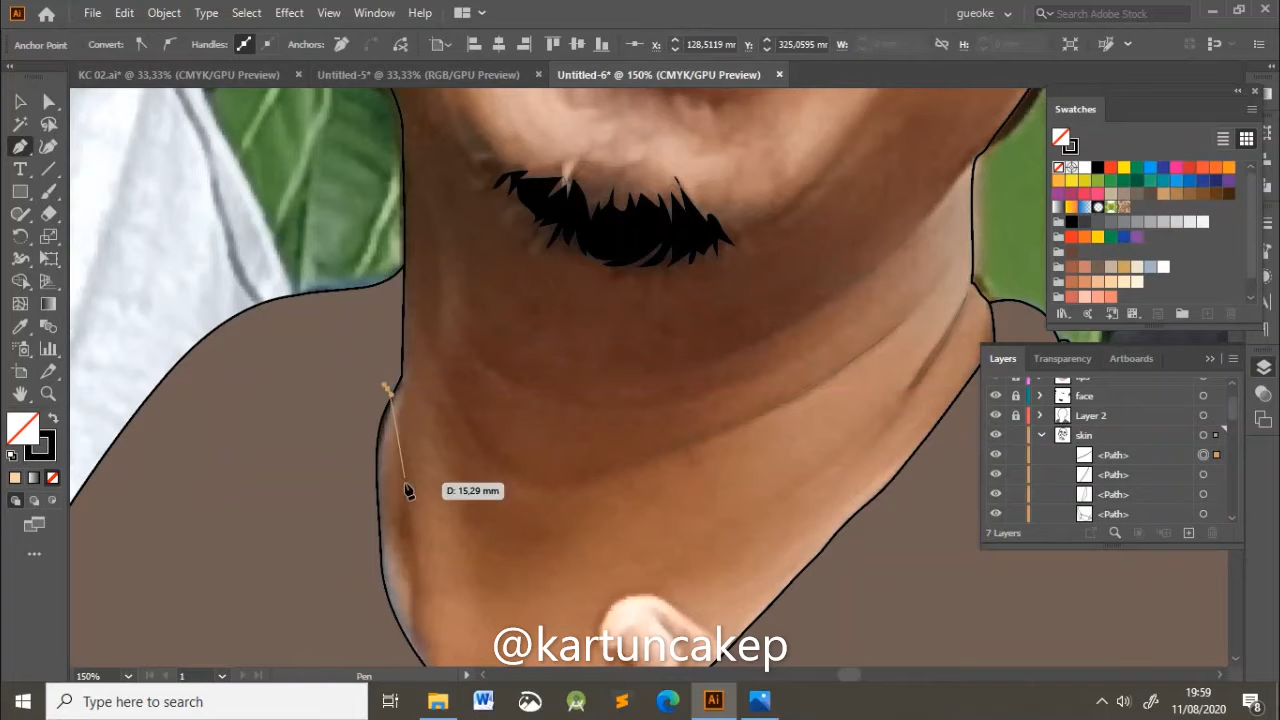 File Edit Object Type Select Effect View Window Help
gueoke
Search Adobe Stock
Anchor Point Convert: Handles: Anchors: X: 128,5119 mr Y: 325,0595 mr W: H:
KC 02.ai* @ 33,33% (CMYK/GPU Preview) Untitled-5* @ 33,33% (RGB/GPU Preview) Untitled-6* @ 150% (CMYK/GPU Preview)
Swatches
Layers Transparency Artboards
face
Layer 2
skin
<Path>
<Path>
<Path>
<Path>
7 Layers
D: 15,29 mm
@kartuncakep
150% 1 Pen
Type here to search
19:59
11/08/2020
8